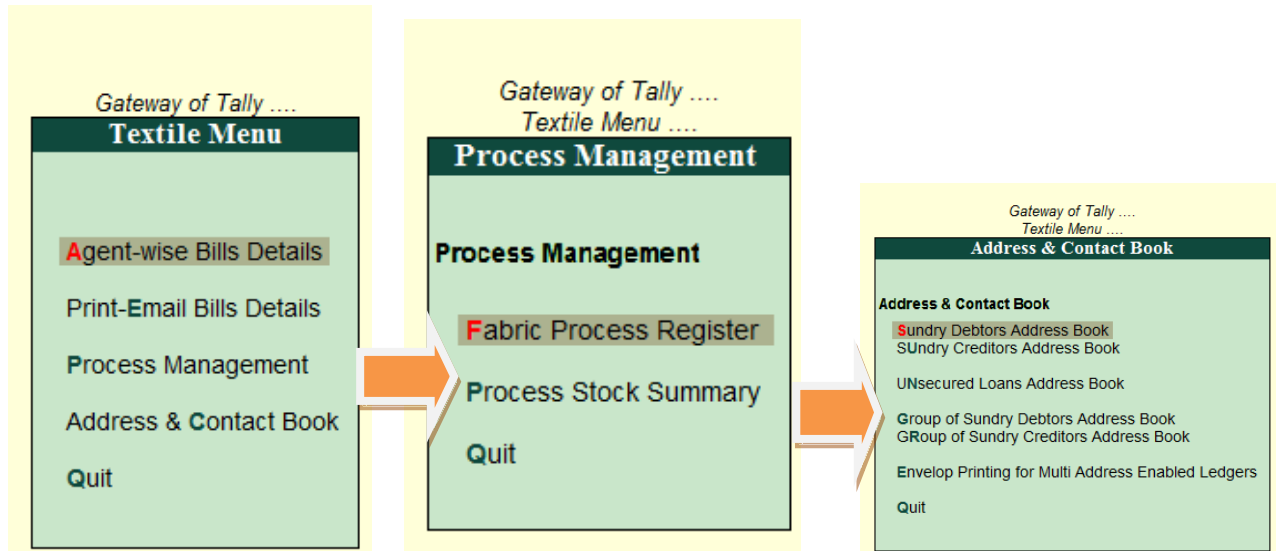 Gateway of Tally ....
Textile Menu
Agent-wise Bills Details
Print-Email Bills Details
Process Management
Address & Contact Book
Quit
Gateway of Tally ....
Textile Menu ....
Process Management
Process Management
Fabric Process Register
Process Stock Summary
Quit
Gateway of Tally ....
Textile Menu ....
Address & Contact Book
Address & Contact Book
Sundry Debtors Address Book
SUndry Creditors Address Book
UNsecured Loans Address Book
Group of Sundry Debtors Address Book
GRoup of Sundry Creditors Address Book
Envelop Printing for Multi Address Enabled Ledgers
Quit